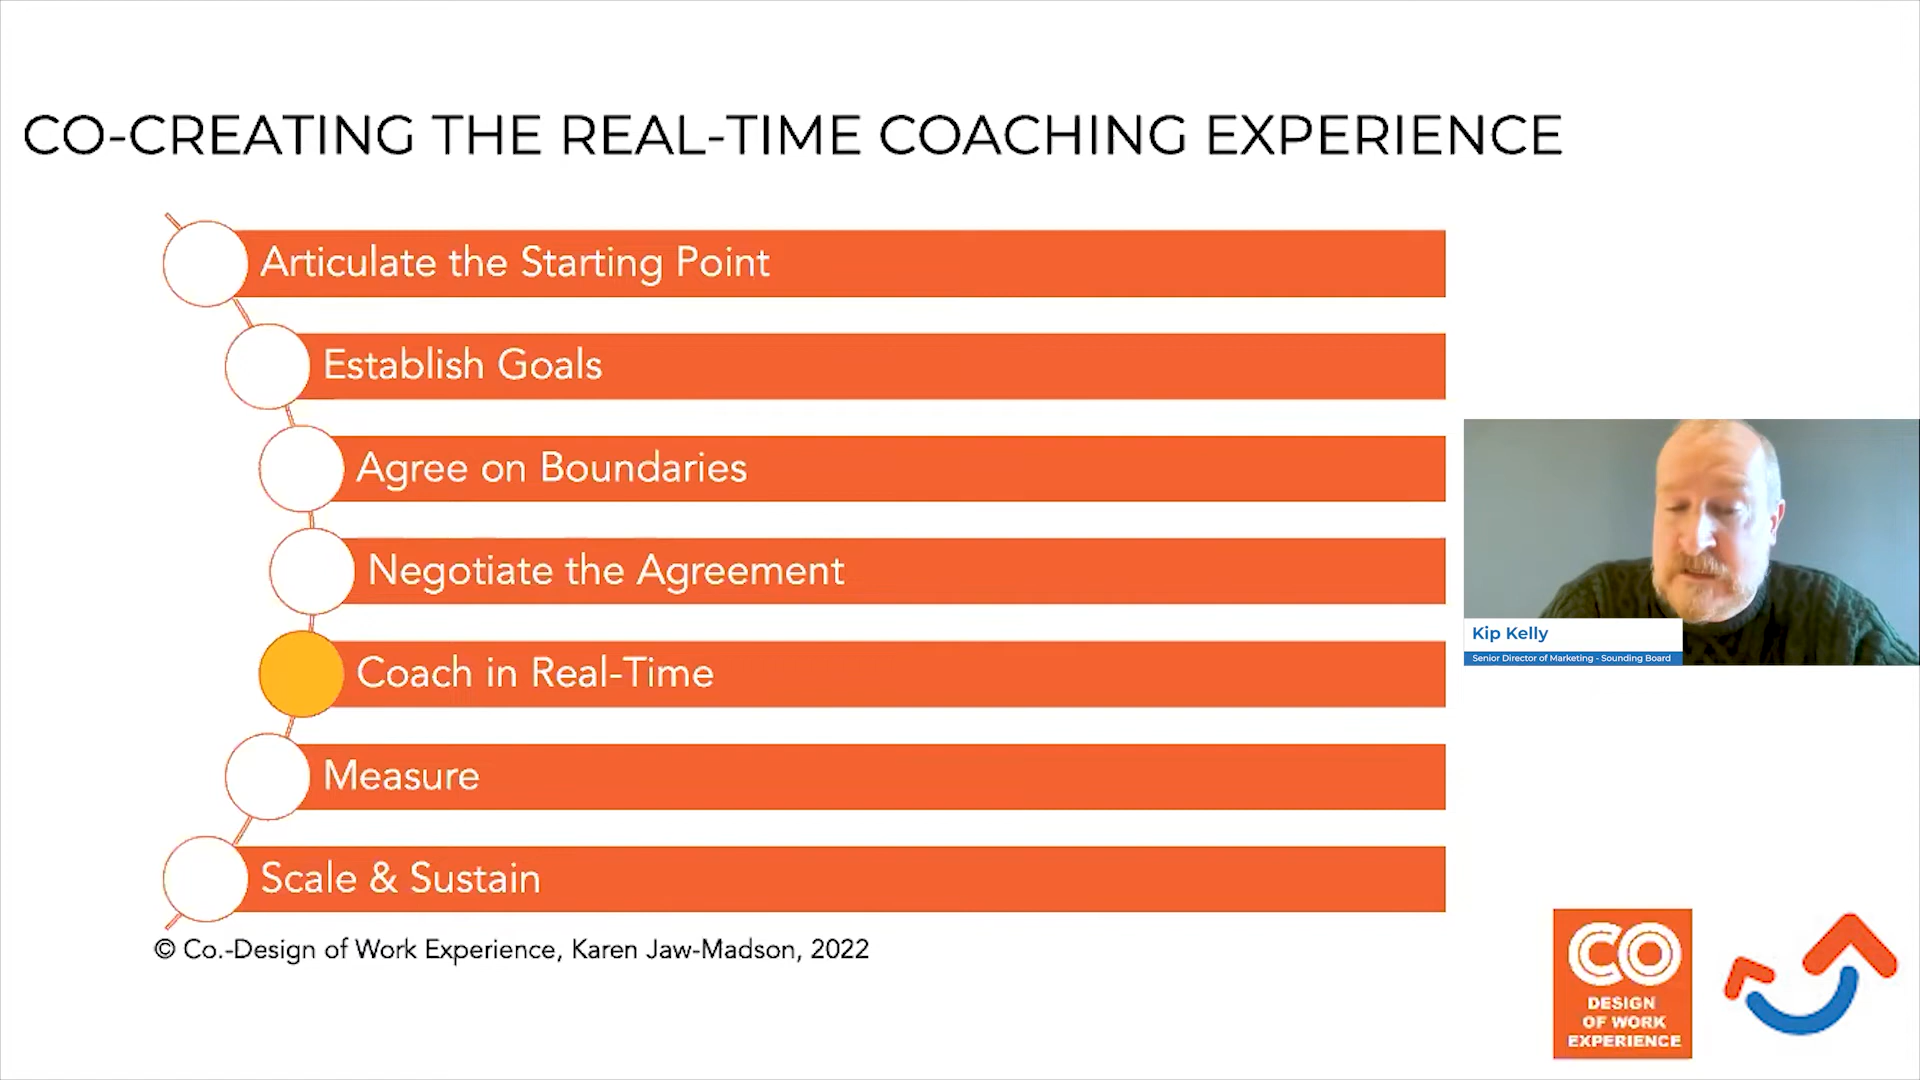 CO-CREATING THE REAL-TIME COACHING EXPERIENCE
Articulate the Starting Point
Establish Goals
Agree on Boundaries
Negotiate the Agreement
Coach in Real-Time
Measure
Scale & Sustain
© Co.-Design of Work Experience, Karen Jaw-Madson, 2022
Kip Kelly
Senior Director of Marketing - Sounding Board
CO
DESIGN
OF WORK
EXPERIENCE